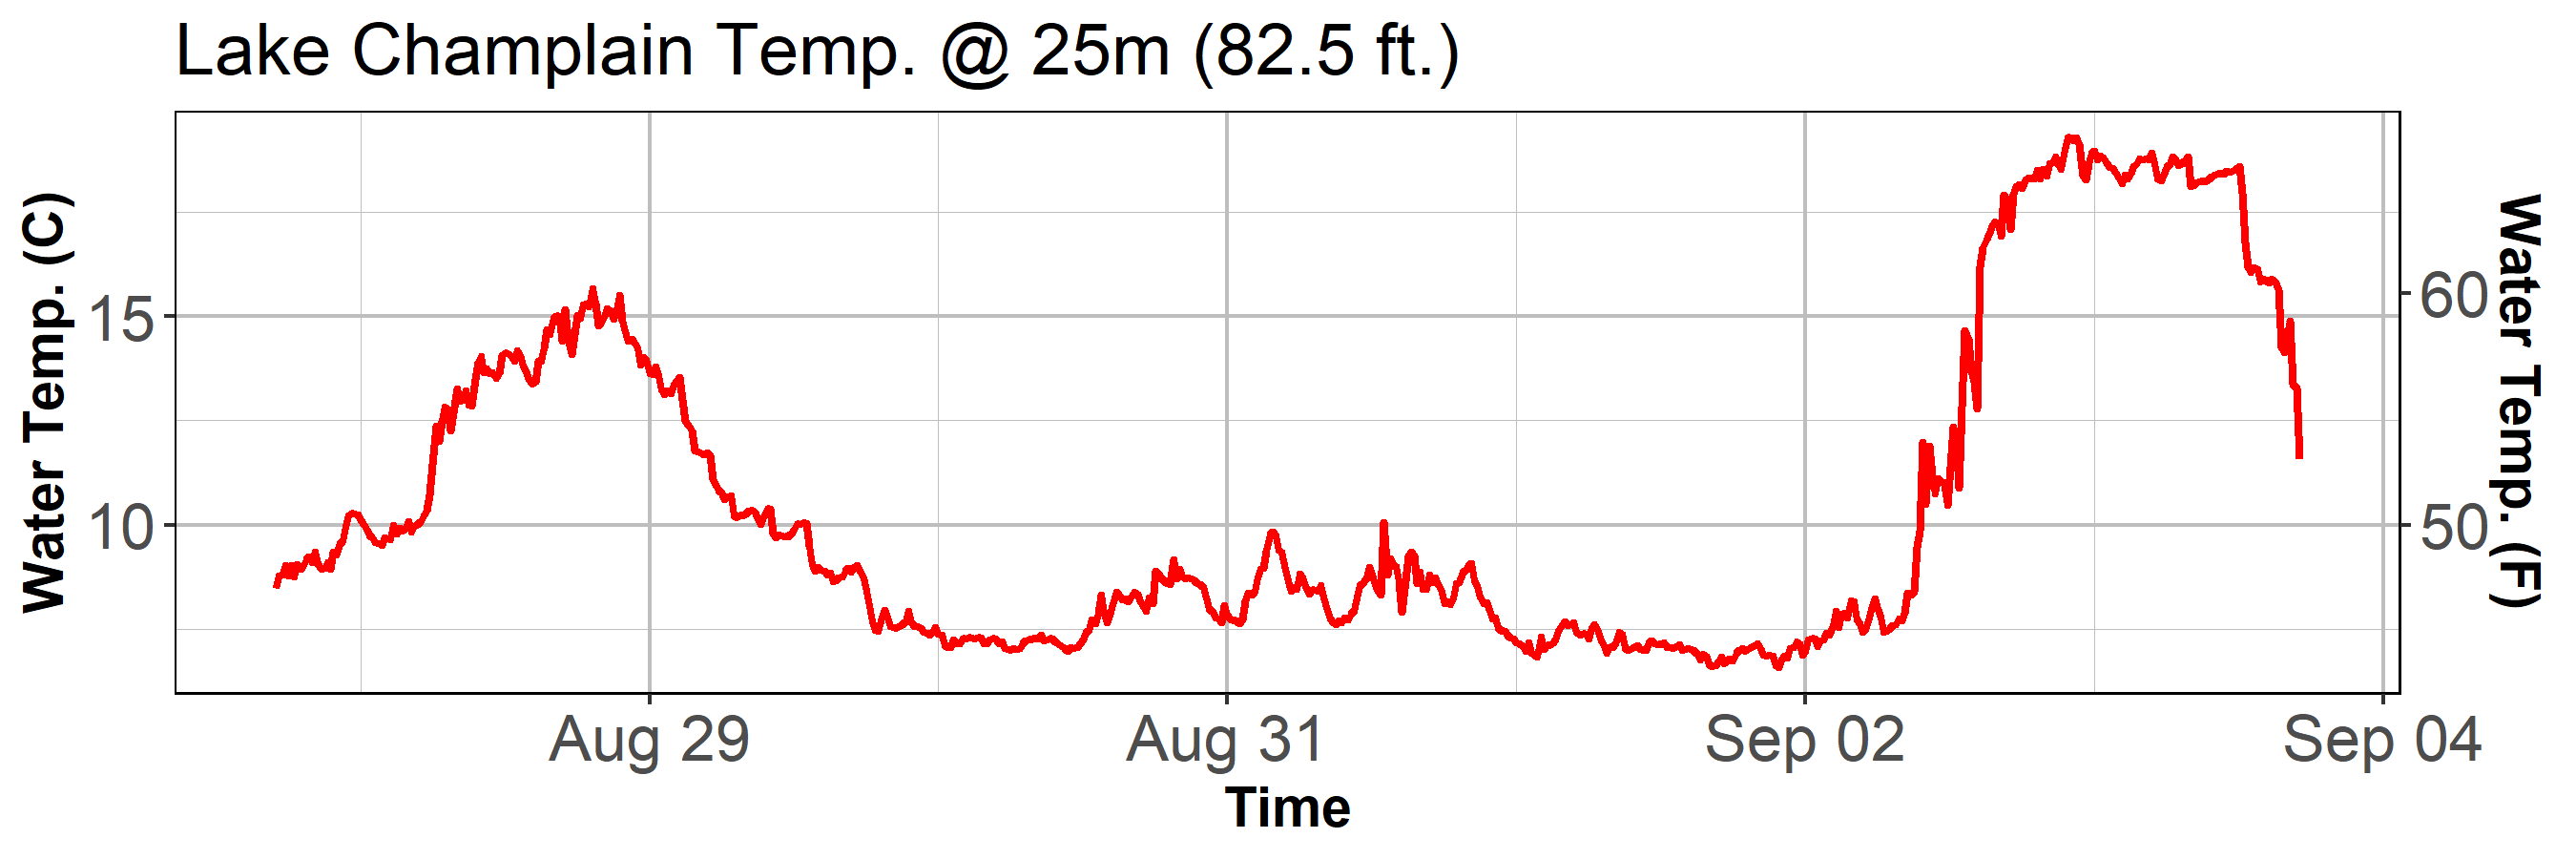 Lake Champlain Temp. @ 25m (82.5 ft.)
Water Temp. (C)
15
10
60
50
Water Temp. (F)
Aug 29
Aug 31
Sep 02
Sep 04
Time